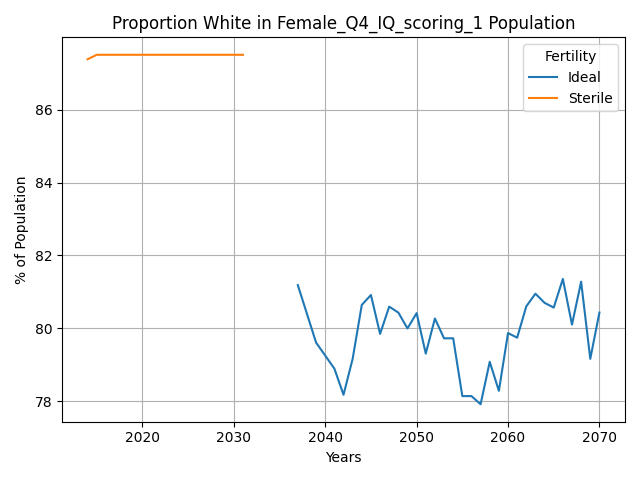 Proportion White in Female_Q4_IQ_scoring_1 Population
Fertility
Ideal
Sterile
% of Population
86
84
82
80
78
2020
2030
2040
2050
2060
2070
Years